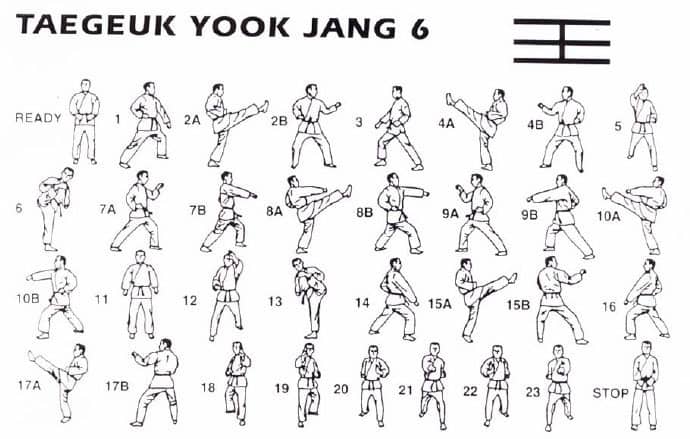 TAEGEUK YOOK JANG 6
READY 1 2A 2B 3 4A 4B 5
6 7A 7B 8A 8B 9A 9B 10A
10B 11 12 13 14 15A 15B 16
17A 17B 18 19 20 21 22 23 STOP